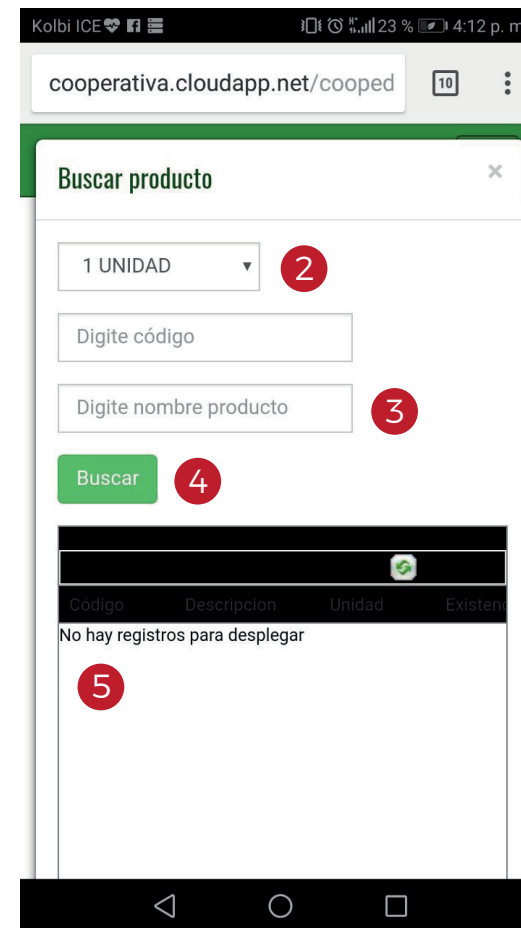 Kolbi ICE 23 % 4:12 p. m
cooperativa.cloudapp.net/cooped 10
Buscar producto ×
1 UNIDAD 2
Digite código
Digite nombre producto 3
Buscar 4
Código Descripcion Unidad Existenc
No hay registros para desplegar
5